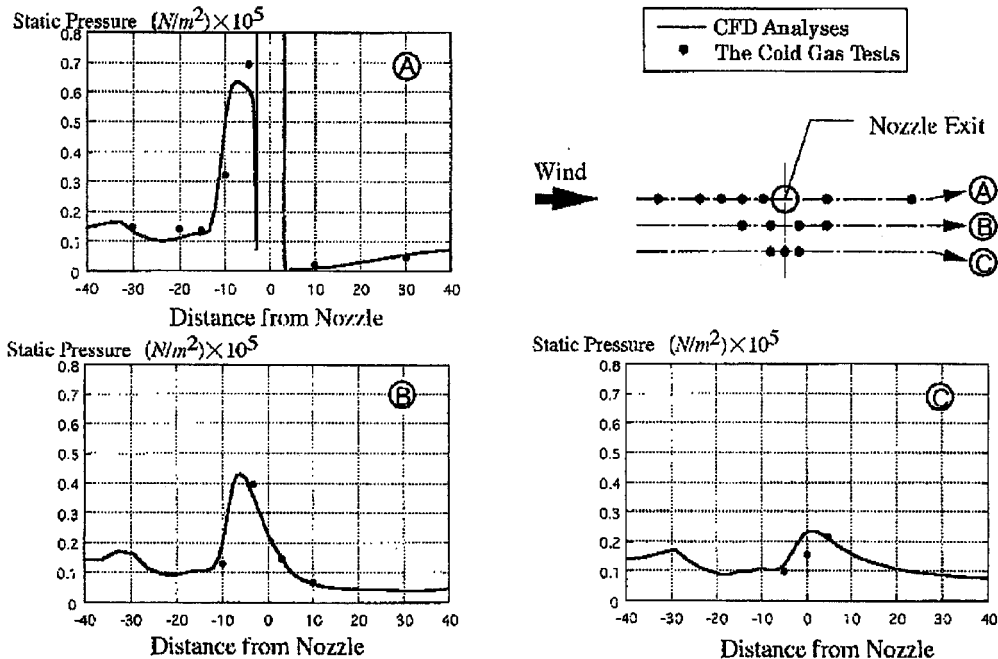 Static Pressure (N/m²)×10⁵
0.8
0.7
0.6
0.5
0.4
0.3
0.2
0.1
0
-40 -30 -20 -10 0 10 20 30 40
Distance from Nozzle
A
CFD Analyses
The Cold Gas Tests
Nozzle Exit
Wind
A
B
C
Static Pressure (N/m²)×10⁵
0.8
0.7
0.6
0.5
0.4
0.3
0.2
0.1
0
-40 -30 -20 -10 0 10 20 30 40
Distance from Nozzle
B
Static Pressure (N/m²)×10⁵
0.8
0.7
0.6
0.5
0.4
0.3
0.2
0.1
0
-40 -30 -20 -10 0 10 20 30 40
Distance from Nozzle
C